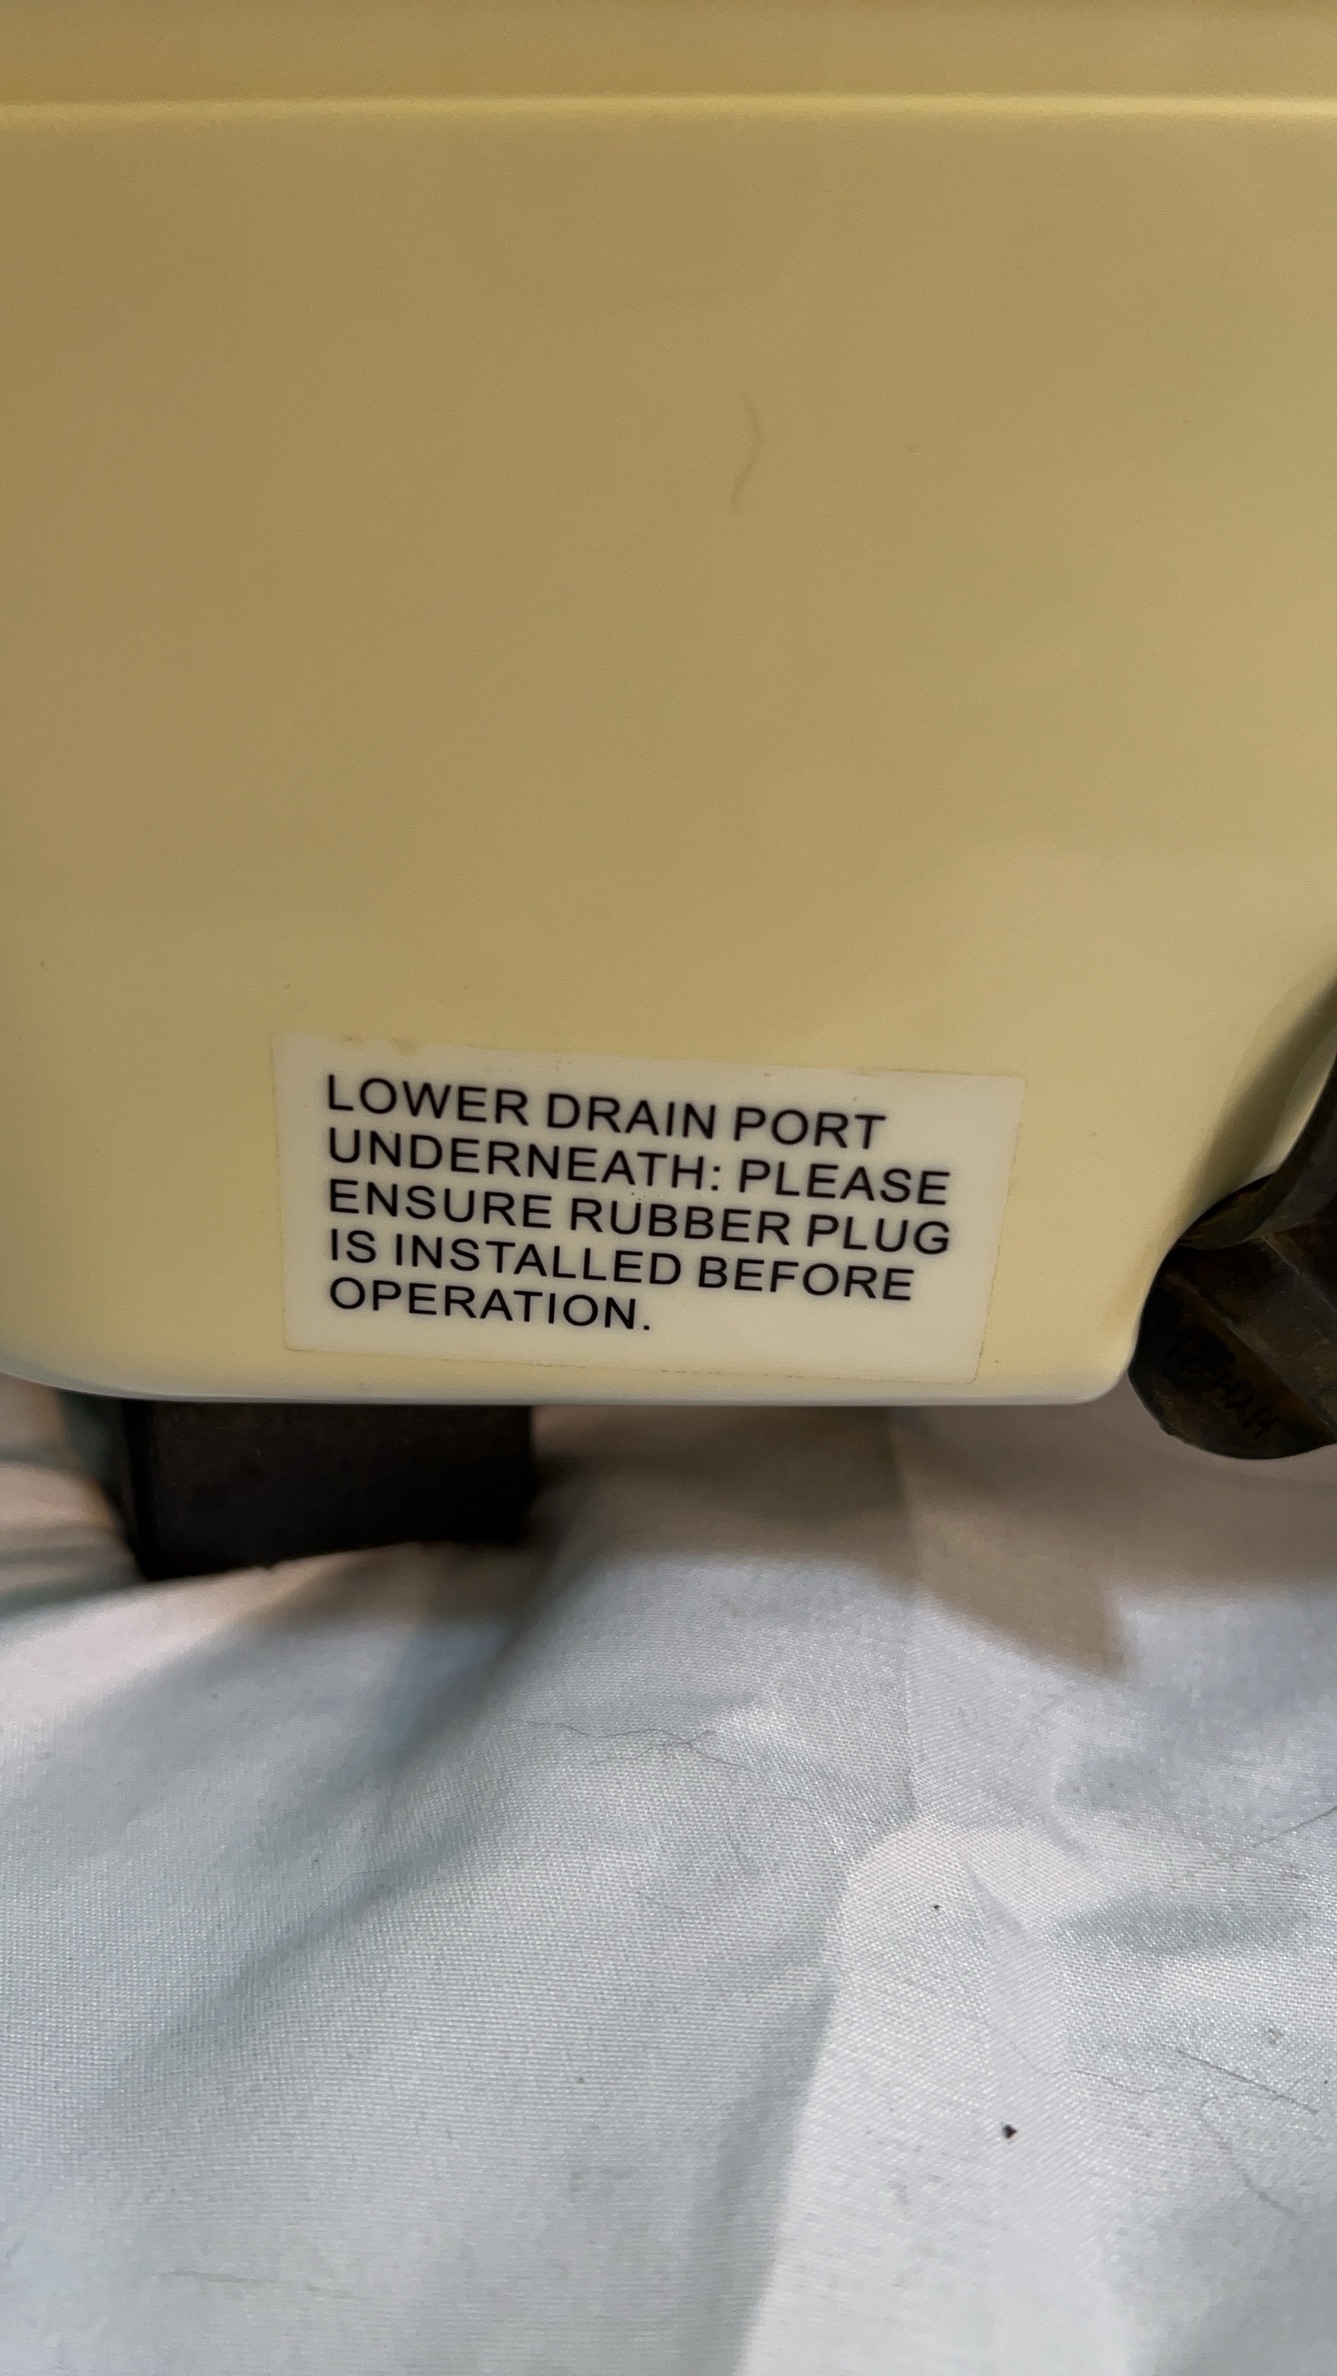 LOWER DRAIN PORT
UNDERNEATH: PLEASE
ENSURE RUBBER PLUG
IS INSTALLED BEFORE
OPERATION.